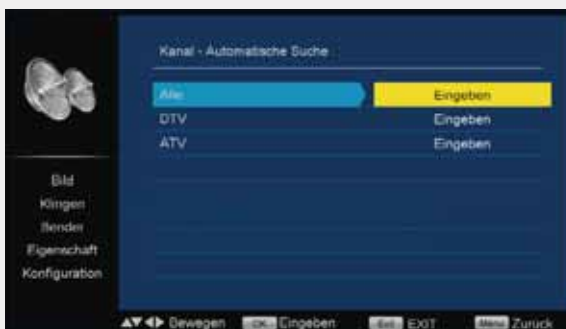 Kanal - Automatische Suche
Alle Eingeben
DTV Eingeben
ATV Eingeben
Bild
Klingen
Sender
Eigenschaft
Konfiguration
Bewegen OK Eingeben Exit EXIT Menu Zurück